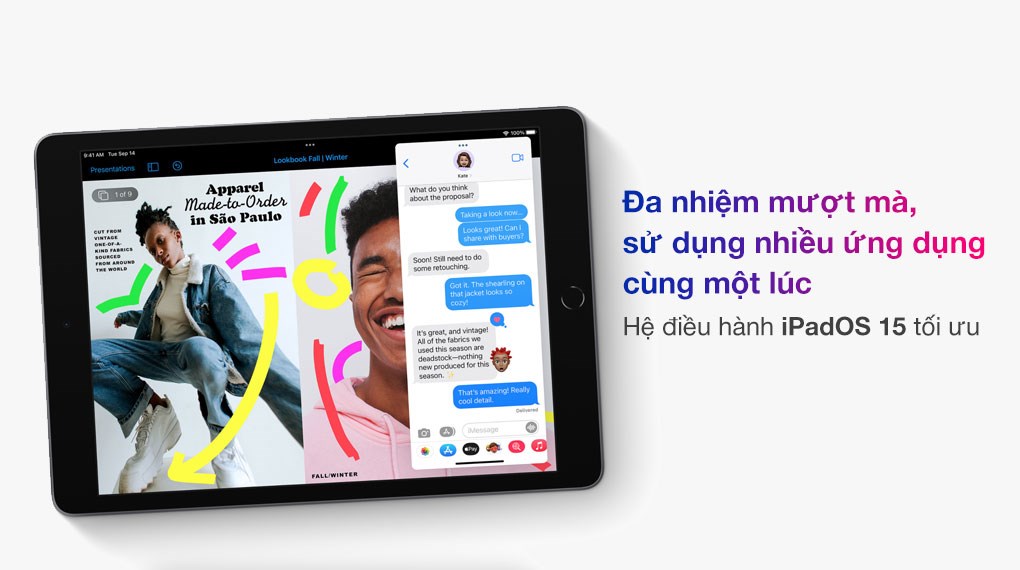 9:41 AM Tue Sep 14
100%
Presentations
Lookbook Fall | Winter
1 of 9
Apparel
Made-to-Order
in São Paulo
CUT FROM
VINTAGE
ONE-OF-A-
KIND FABRICS
SOURCED
FROM AROUND
THE WORLD
FALL/WINTER
Kate
What do you think
about the proposal?
Taking a look now...
Looks great! Can I
share with buyers?
Soon! Still need to do
some retouching.
Got it. The shearling on
that jacket looks so
cozy!
It's great, and vintage!
All of the fabrics we
used this season are
deadstock—nothing
new produced for this
season. ✨
That's amazing! Really
cool detail.
Delivered
iMessage
Pay
Đa nhiệm mượt mà,
sử dụng nhiều ứng dụng
cùng một lúc
Hệ điều hành iPadOS 15 tối ưu